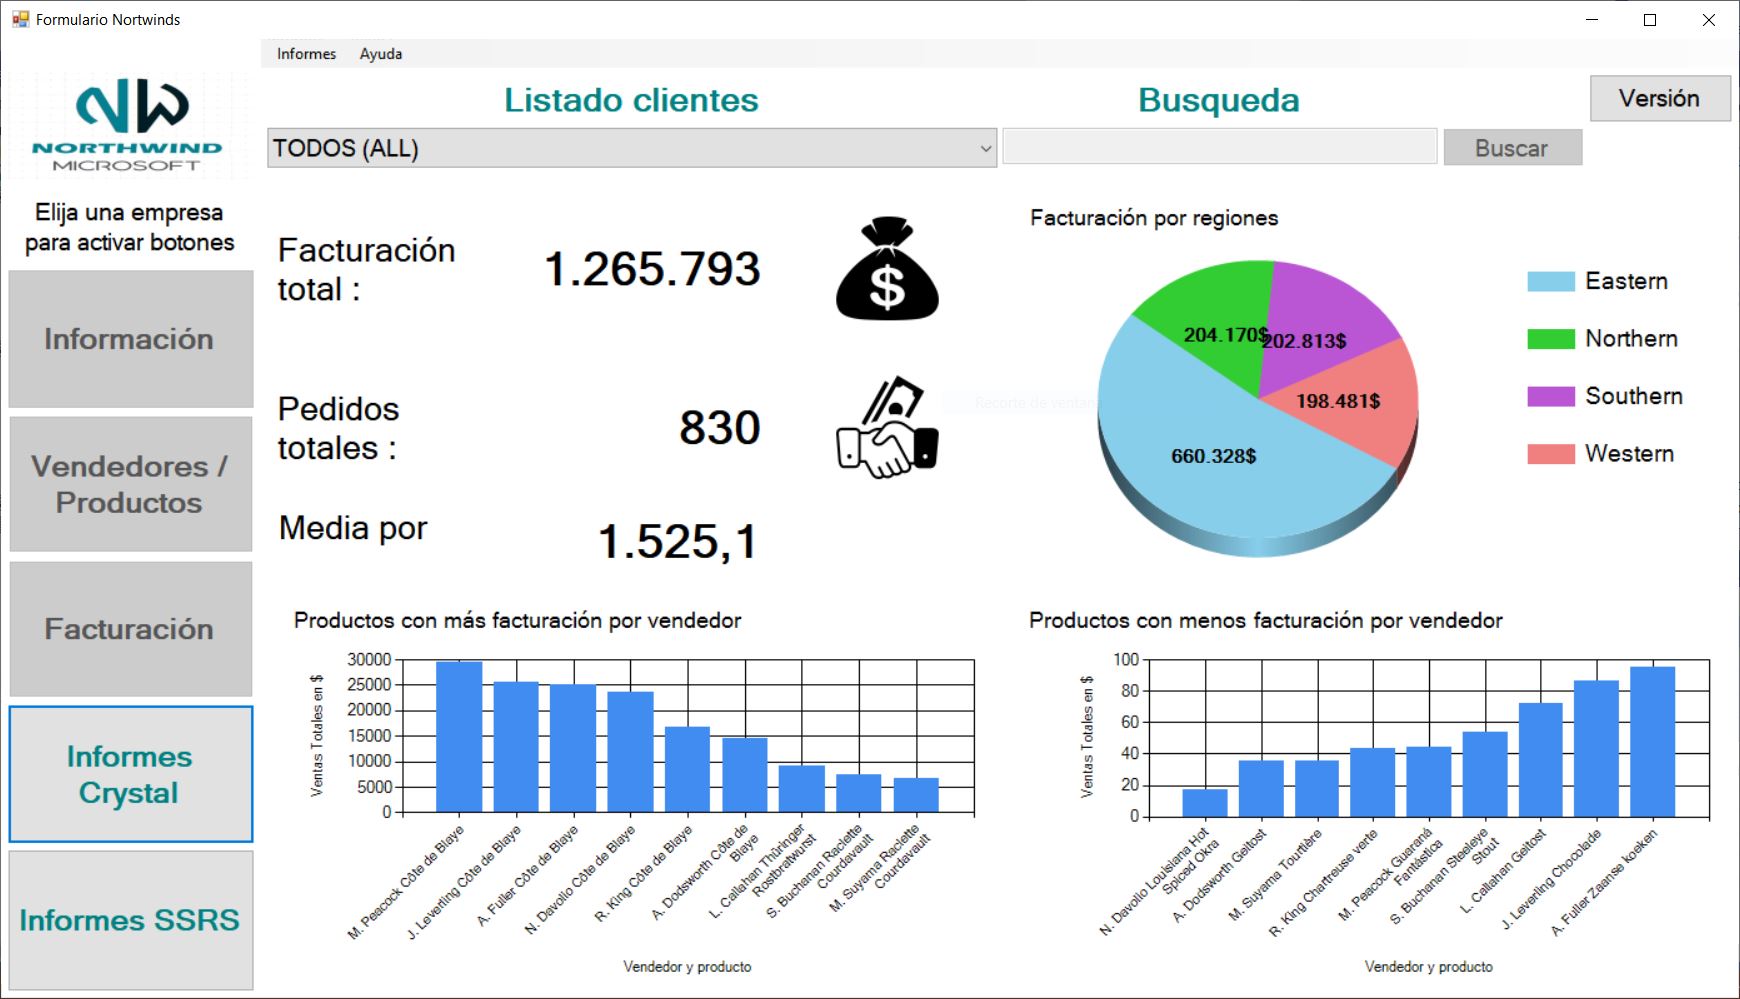 Formulario Nortwinds
Informes Ayuda
NW
NORTHWIND
MICROSOFT
Listado clientes
Busqueda
Versión
TODOS (ALL)
Buscar
Elija una empresa
para activar botones
Información
Vendedores /
Productos
Facturación
Informes
Crystal
Informes SSRS
Facturación
total :
1.265.793
$
Pedidos
totales :
830
Media por
1.525,1
Facturación por regiones
204.170$
202.813$
198.481$
660.328$
Eastern
Northern
Southern
Western
Recorte de ventana
Productos con más facturación por vendedor
Ventas Totales en $
30000
25000
20000
15000
10000
5000
0
M. Peacock Côte de Blaye
J. Leverling Côte de Blaye
A. Fuller Côte de Blaye
N. Davolio Côte de Blaye
R. King Côte de Blaye
A. Dodsworth Côte de
Blaye
L. Callahan Thüringer
Rostbratwurst
S. Buchanan Raclette
Courdavault
M. Suyama Raclette
Courdavault
Vendedor y producto
Productos con menos facturación por vendedor
Ventas Totales en $
100
80
60
40
20
0
N. Davolio Louisiana Hot
Spiced Okra
A. Dodsworth Geitost
M. Suyama Tourtière
R. King Chartreuse verte
M. Peacock Guaraná
Fantástica
S. Buchanan Steeleye
Stout
L. Callahan Geitost
J. Leverling Chocolade
A. Fuller Zaanse koeken
Vendedor y producto